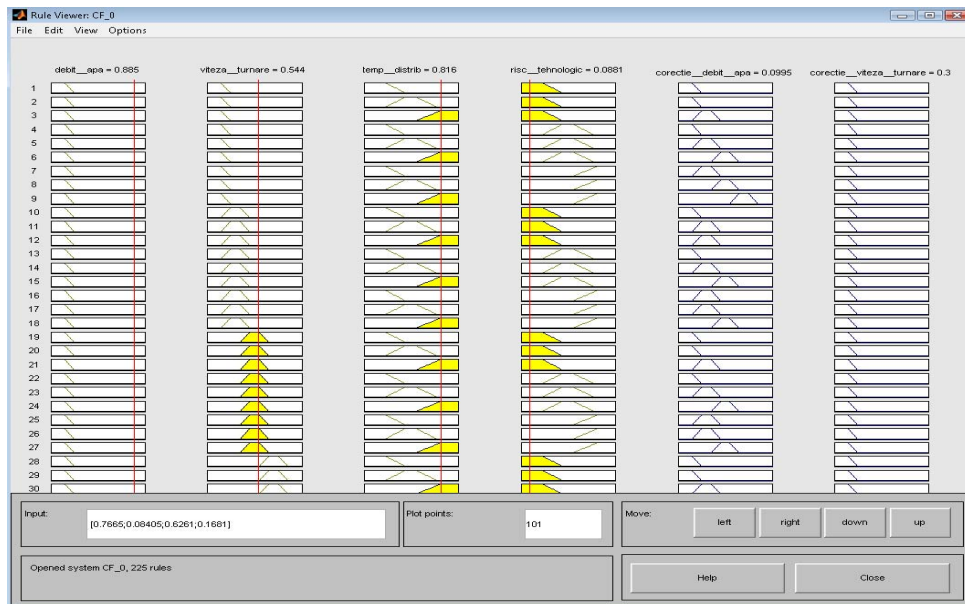 Rule Viewer: CF_0
File Edit View Options
debit__apa = 0.885
viteza__turnare = 0.544
temp__distrib = 0.816
risc__tehnologic = 0.0881
corectie__debit__apa = 0.0995
corectie__viteza__turnare = 0.3
1
2
3
4
5
6
7
8
9
10
11
12
13
14
15
16
17
18
19
20
21
22
23
24
25
26
27
28
29
30
Input:
[0.7665;0.08405;0.6261;0.1681]
Plot points:
101
Move:
left
right
down
up
Opened system CF_0, 225 rules
Help
Close